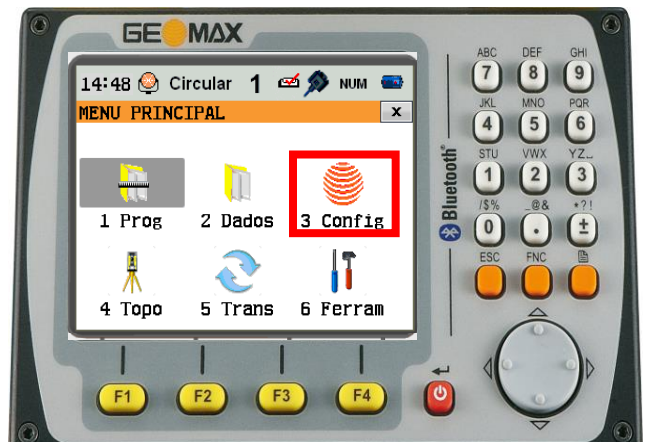 GEOMAX
14:48 Circular 1 NUM
MENU PRINCIPAL x
1 Prog 2 Dados 3 Config
4 Topo 5 Trans 6 Ferram
F1 F2 F3 F4
Bluetooth
ABC DEF GHI
7 8 9
JKL MNO PQR
4 5 6
STU VWX YZ_
1 2 3
/$% _@& *?!
0 . ±
ESC FNC